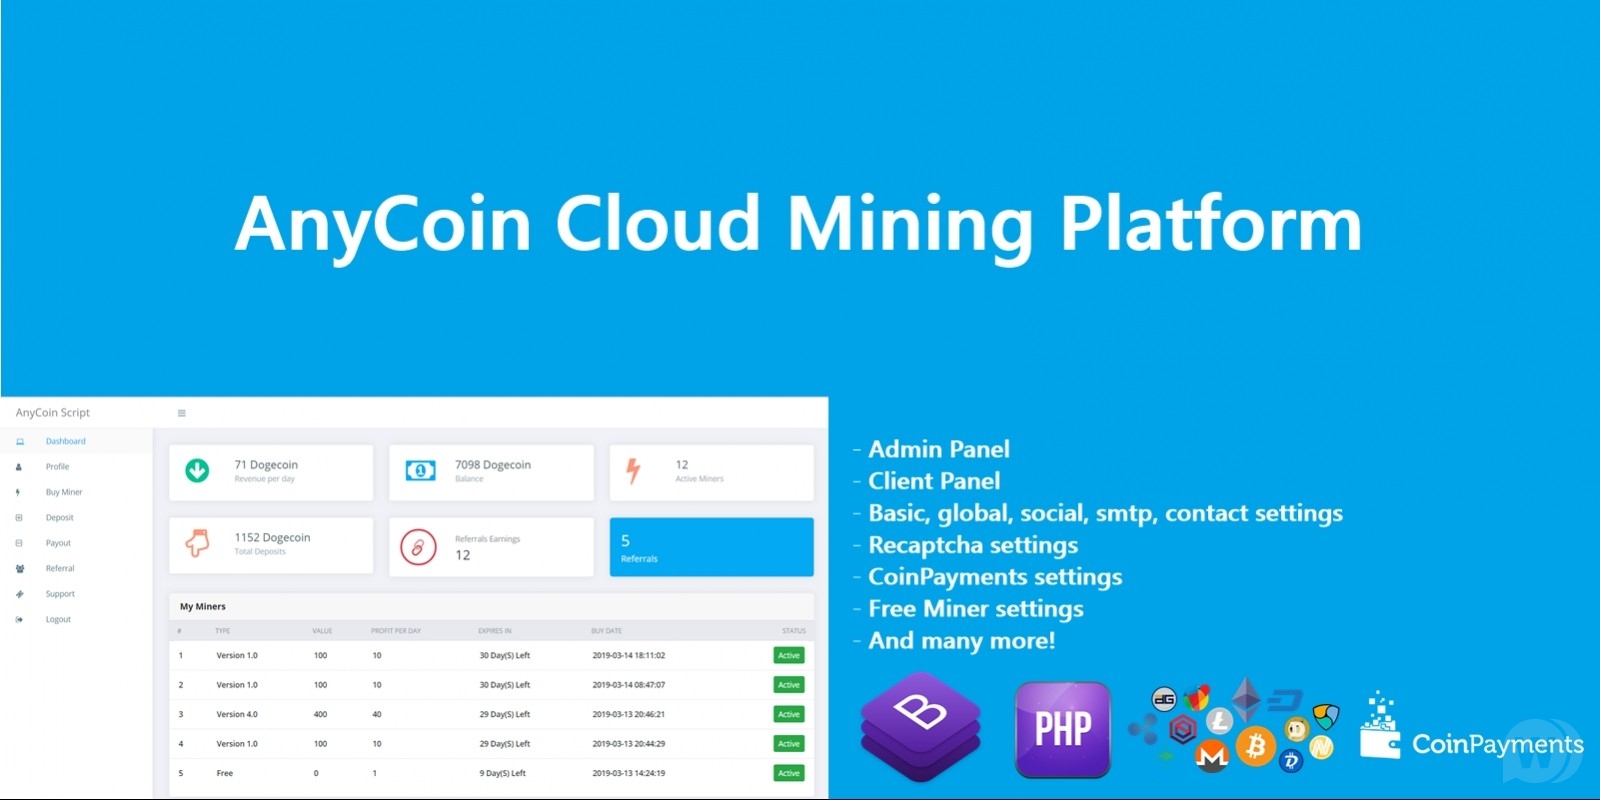 AnyCoin Cloud Mining Platform
AnyCoin Script
Dashboard
Profile
Buy Miner
Deposit
Payout
Referral
Support
Logout
71 Dogecoin
Revenue per day
7098 Dogecoin
Balance
12
Active Miners
1152 Dogecoin
Total Deposits
Referrals Earnings
12
5
Referrals
My Miners
# TYPE VALUE PROFIT PER DAY EXPIRES IN BUY DATE STATUS
1 Version 1.0 100 10 30 Day(S) Left 2019-03-14 18:11:02 Active
2 Version 1.0 100 10 30 Day(S) Left 2019-03-14 08:47:07 Active
3 Version 4.0 400 40 29 Day(S) Left 2019-03-13 20:46:21 Active
4 Version 1.0 100 10 29 Day(S) Left 2019-03-13 20:44:29 Active
5 Free 0 1 9 Day(S) Left 2019-03-13 14:24:19 Active
- Admin Panel
- Client Panel
- Basic, global, social, smtp, contact settings
- Recaptcha settings
- CoinPayments settings
- Free Miner settings
- And many more!
B
PHP
CoinPayments